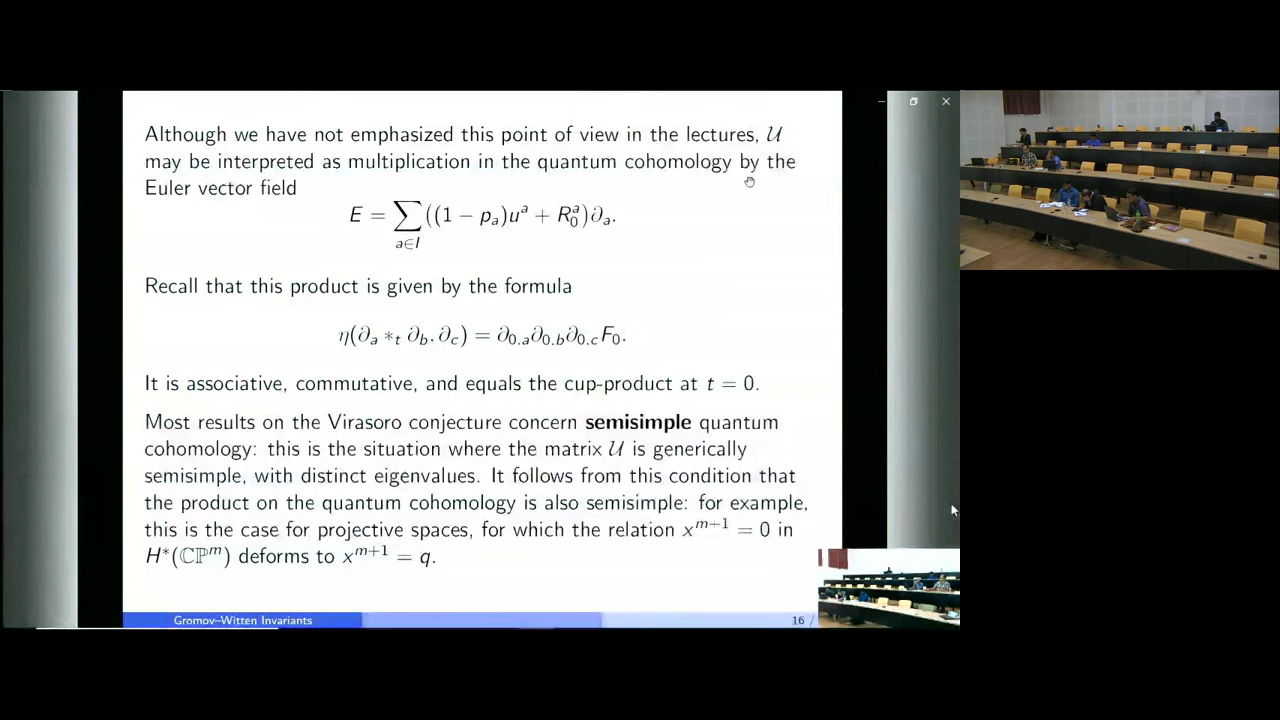 Although we have not emphasized this point of view in the lectures, 𝒰
may be interpreted as multiplication in the quantum cohomology by the
Euler vector field
E = ∑_{a∈I} ((1 − p_a)u^a + R_0^a)∂_a.
Recall that this product is given by the formula
η(∂_a *_t ∂_b, ∂_c) = ∂_{0,a}∂_{0,b}∂_{0,c}F_0.
It is associative, commutative, and equals the cup-product at t = 0.
Most results on the Virasoro conjecture concern semisimple quantum
cohomology: this is the situation where the matrix 𝒰 is generically
semisimple, with distinct eigenvalues. It follows from this condition that
the product on the quantum cohomology is also semisimple: for example,
this is the case for projective spaces, for which the relation x^{m+1} = 0 in
H*(ℂℙ^m) deforms to x^{m+1} = q.
Gromov–Witten Invariants
16 /